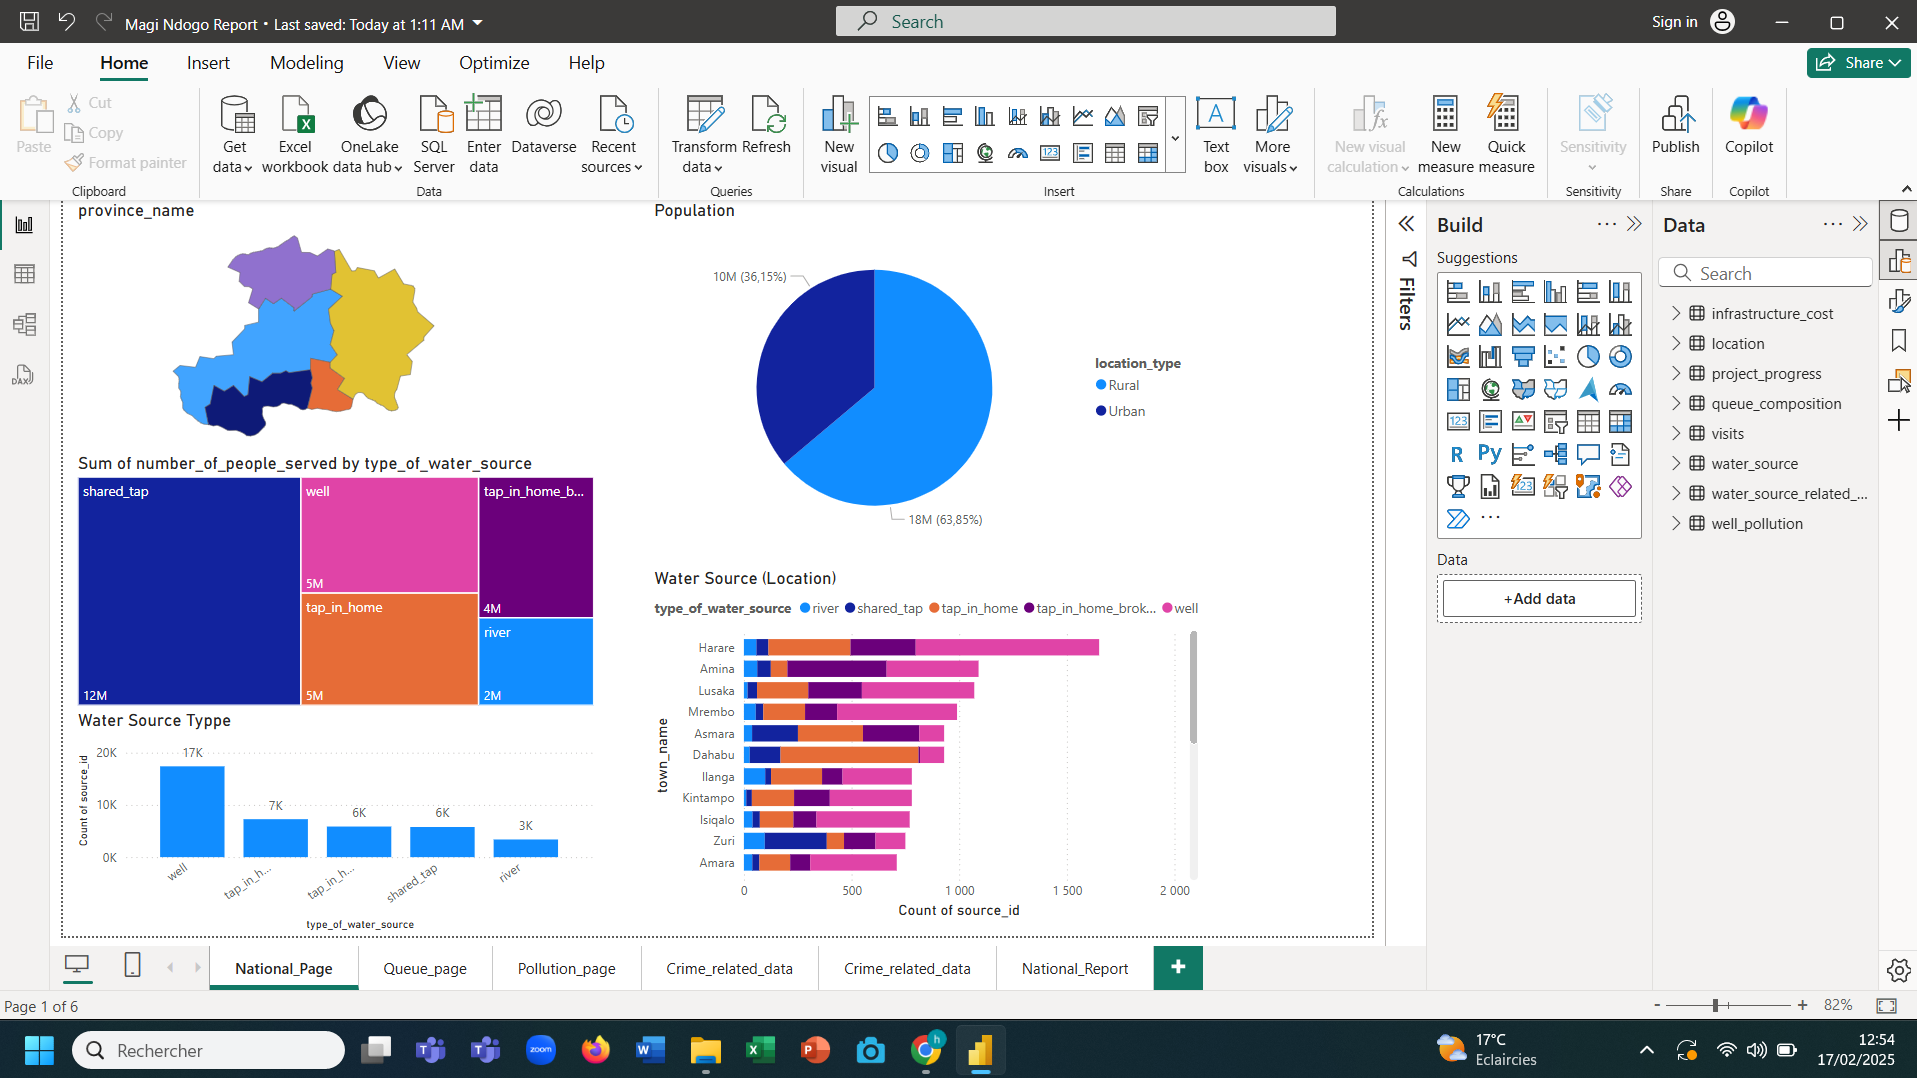 Magi Ndogo Report • Last saved: Today at 1:11 AM
Search
Sign in
File
Home
Insert
Modeling
View
Optimize
Help
Share
Paste
Cut
Copy
Format painter
Clipboard
Get data
Excel workbook
OneLake data hub
SQL Server
Enter data
Dataverse
Recent sources
Data
Transform data
Refresh
Queries
New visual
Text box
More visuals
Insert
New visual calculation
New measure
Quick measure
Calculations
Sensitivity
Sensitivity
Publish
Share
Copilot
Copilot
province_name
Sum of number_of_people_served by type_of_water_source
shared_tap
12M
well
5M
tap_in_home
5M
tap_in_home_b...
4M
river
2M
Water Source Typpe
Count of source_id
20K
10K
0K
17K
7K
6K
6K
3K
well
tap_in_h...
tap_in_h...
shared_tap
river
type_of_water_source
Population
10M (36,15%)
18M (63,85%)
location_type
Rural
Urban
Water Source (Location)
type_of_water_source river shared_tap tap_in_home tap_in_home_brok... well
town_name
Harare
Amina
Lusaka
Mrembo
Asmara
Dahabu
Ilanga
Kintampo
Isiqalo
Zuri
Amara
0 500 1 000 1 500 2 000
Count of source_id
Filters
Build
Suggestions
123
R
Py
123
Data
+Add data
Data
Search
infrastructure_cost
location
project_progress
queue_composition
visits
water_source
water_source_related_...
well_pollution
DAX
National_Page
Queue_page
Pollution_page
Crime_related_data
Crime_related_data
National_Report
Page 1 of 6
- + 82%
Rechercher
zoom
17°C
Eclaircies
12:54
17/02/2025